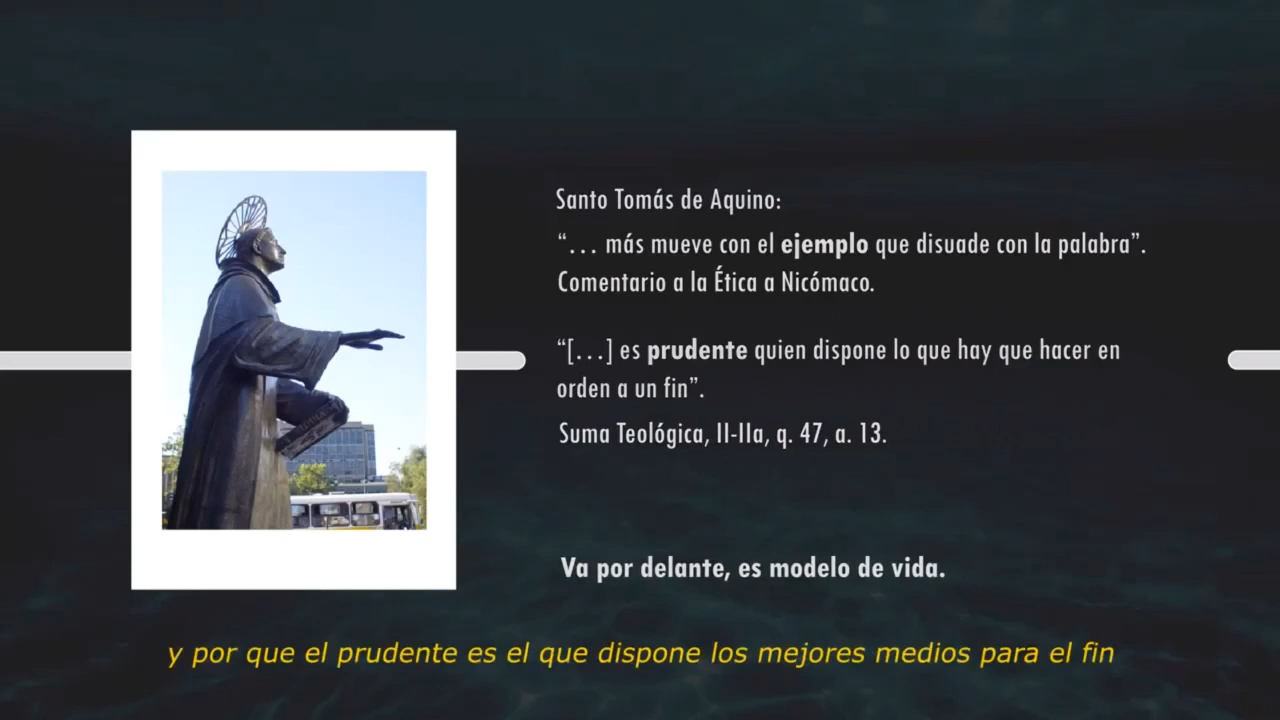 Santo Tomás de Aquino:
“… más mueve con el ejemplo que disuade con la palabra”.
Comentario a la Ética a Nicómaco.
“[…] es prudente quien dispone lo que hay que hacer en
orden a un fin”.
Suma Teológica, II-IIa, q. 47, a. 13.
Va por delante, es modelo de vida.
y por que el prudente es el que dispone los mejores medios para el fin